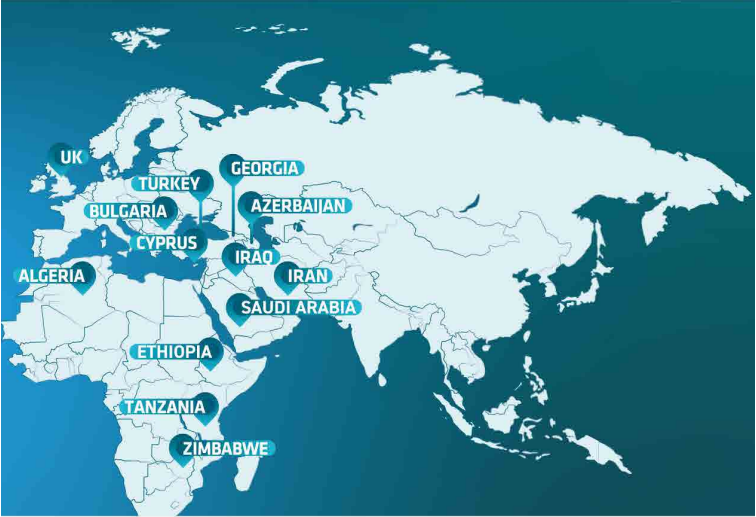 UK
GEORGIA
TURKEY
AZERBAIJAN
BULGARIA
CYPRUS
IRAQ
ALGERIA
IRAN
SAUDI ARABIA
ETHIOPIA
TANZANIA
ZIMBABWE